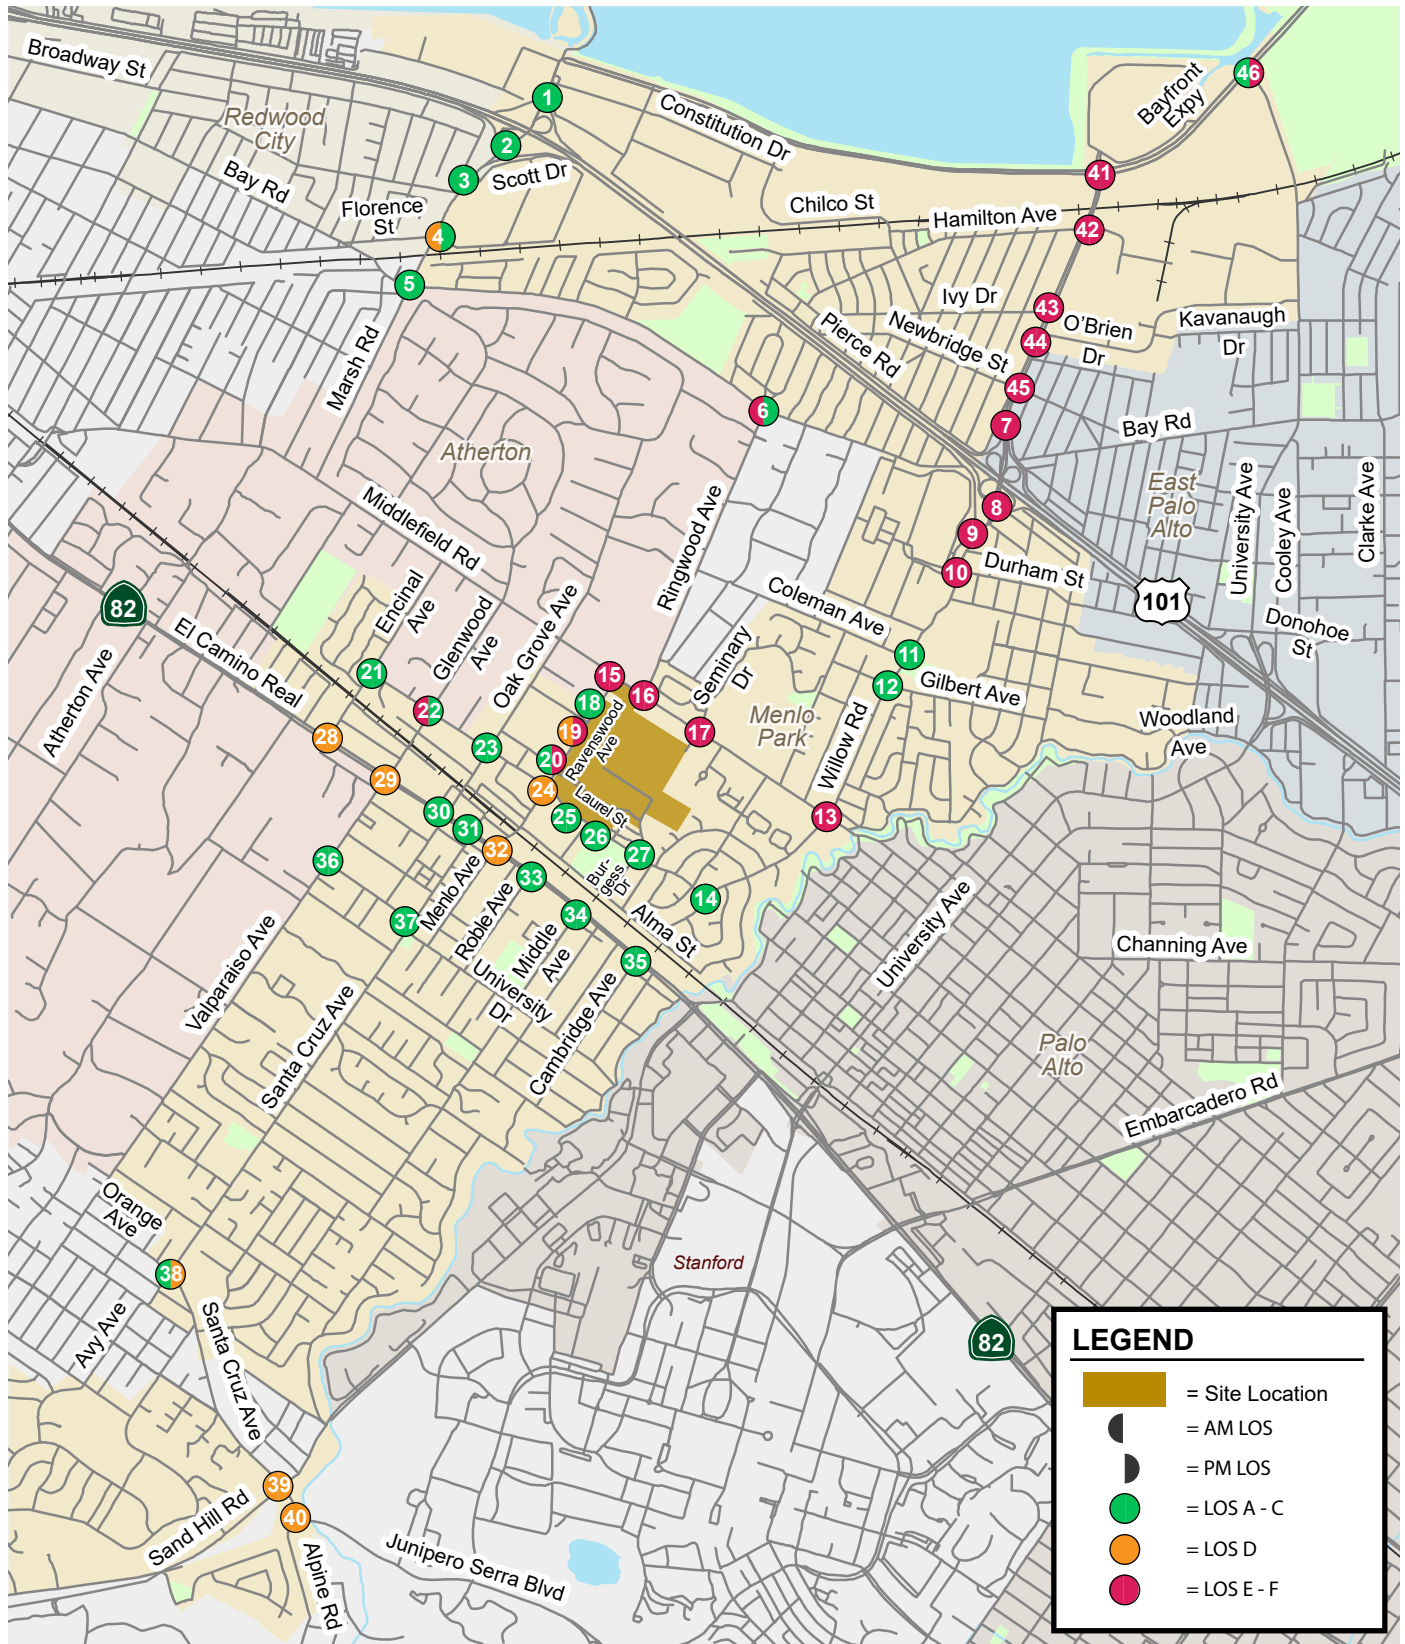 Broadway St
Redwood
City
Bay Rd
Florence
St
Scott Dr
Constitution Dr
Bayfront
Expy
Chilco St
Hamilton Ave
Ivy Dr
O'Brien
Dr
Kavanaugh
Dr
Newbridge St
Pierce Rd
Marsh Rd
Bay Rd
Atherton
Middlefield Rd
Ringwood Ave
East
Palo
Alto
University Ave
Cooley Ave
Clarke Ave
Donohoe
St
Durham St
Coleman Ave
Gilbert Ave
Woodland
Ave
Encinal
Ave
Glenwood
Ave
Oak Grove Ave
Seminary
Dr
Menlo
Park
Willow Rd
El Camino Real
Atherton Ave
Ravenswood
Ave
Laurel St
Bur-
gess
Dr
Alma St
Menlo Ave
Roble Ave
Middle
Ave
University
Dr
Cambridge Ave
Valparaiso Ave
Santa Cruz Ave
University Ave
Channing Ave
Palo
Alto
Embarcadero Rd
Stanford
Orange
Ave
Avy Ave
Santa Cruz Ave
Sand Hill Rd
Alpine Rd
Junipero Serra Blvd
82
101
82
1
2
3
4
5
6
7
8
9
10
11
12
13
14
15
16
17
18
19
20
21
22
23
24
25
26
27
28
29
30
31
32
33
34
35
36
37
38
39
40
41
42
43
44
45
46
LEGEND
= Site Location
= AM LOS
= PM LOS
= LOS A - C
= LOS D
= LOS E - F